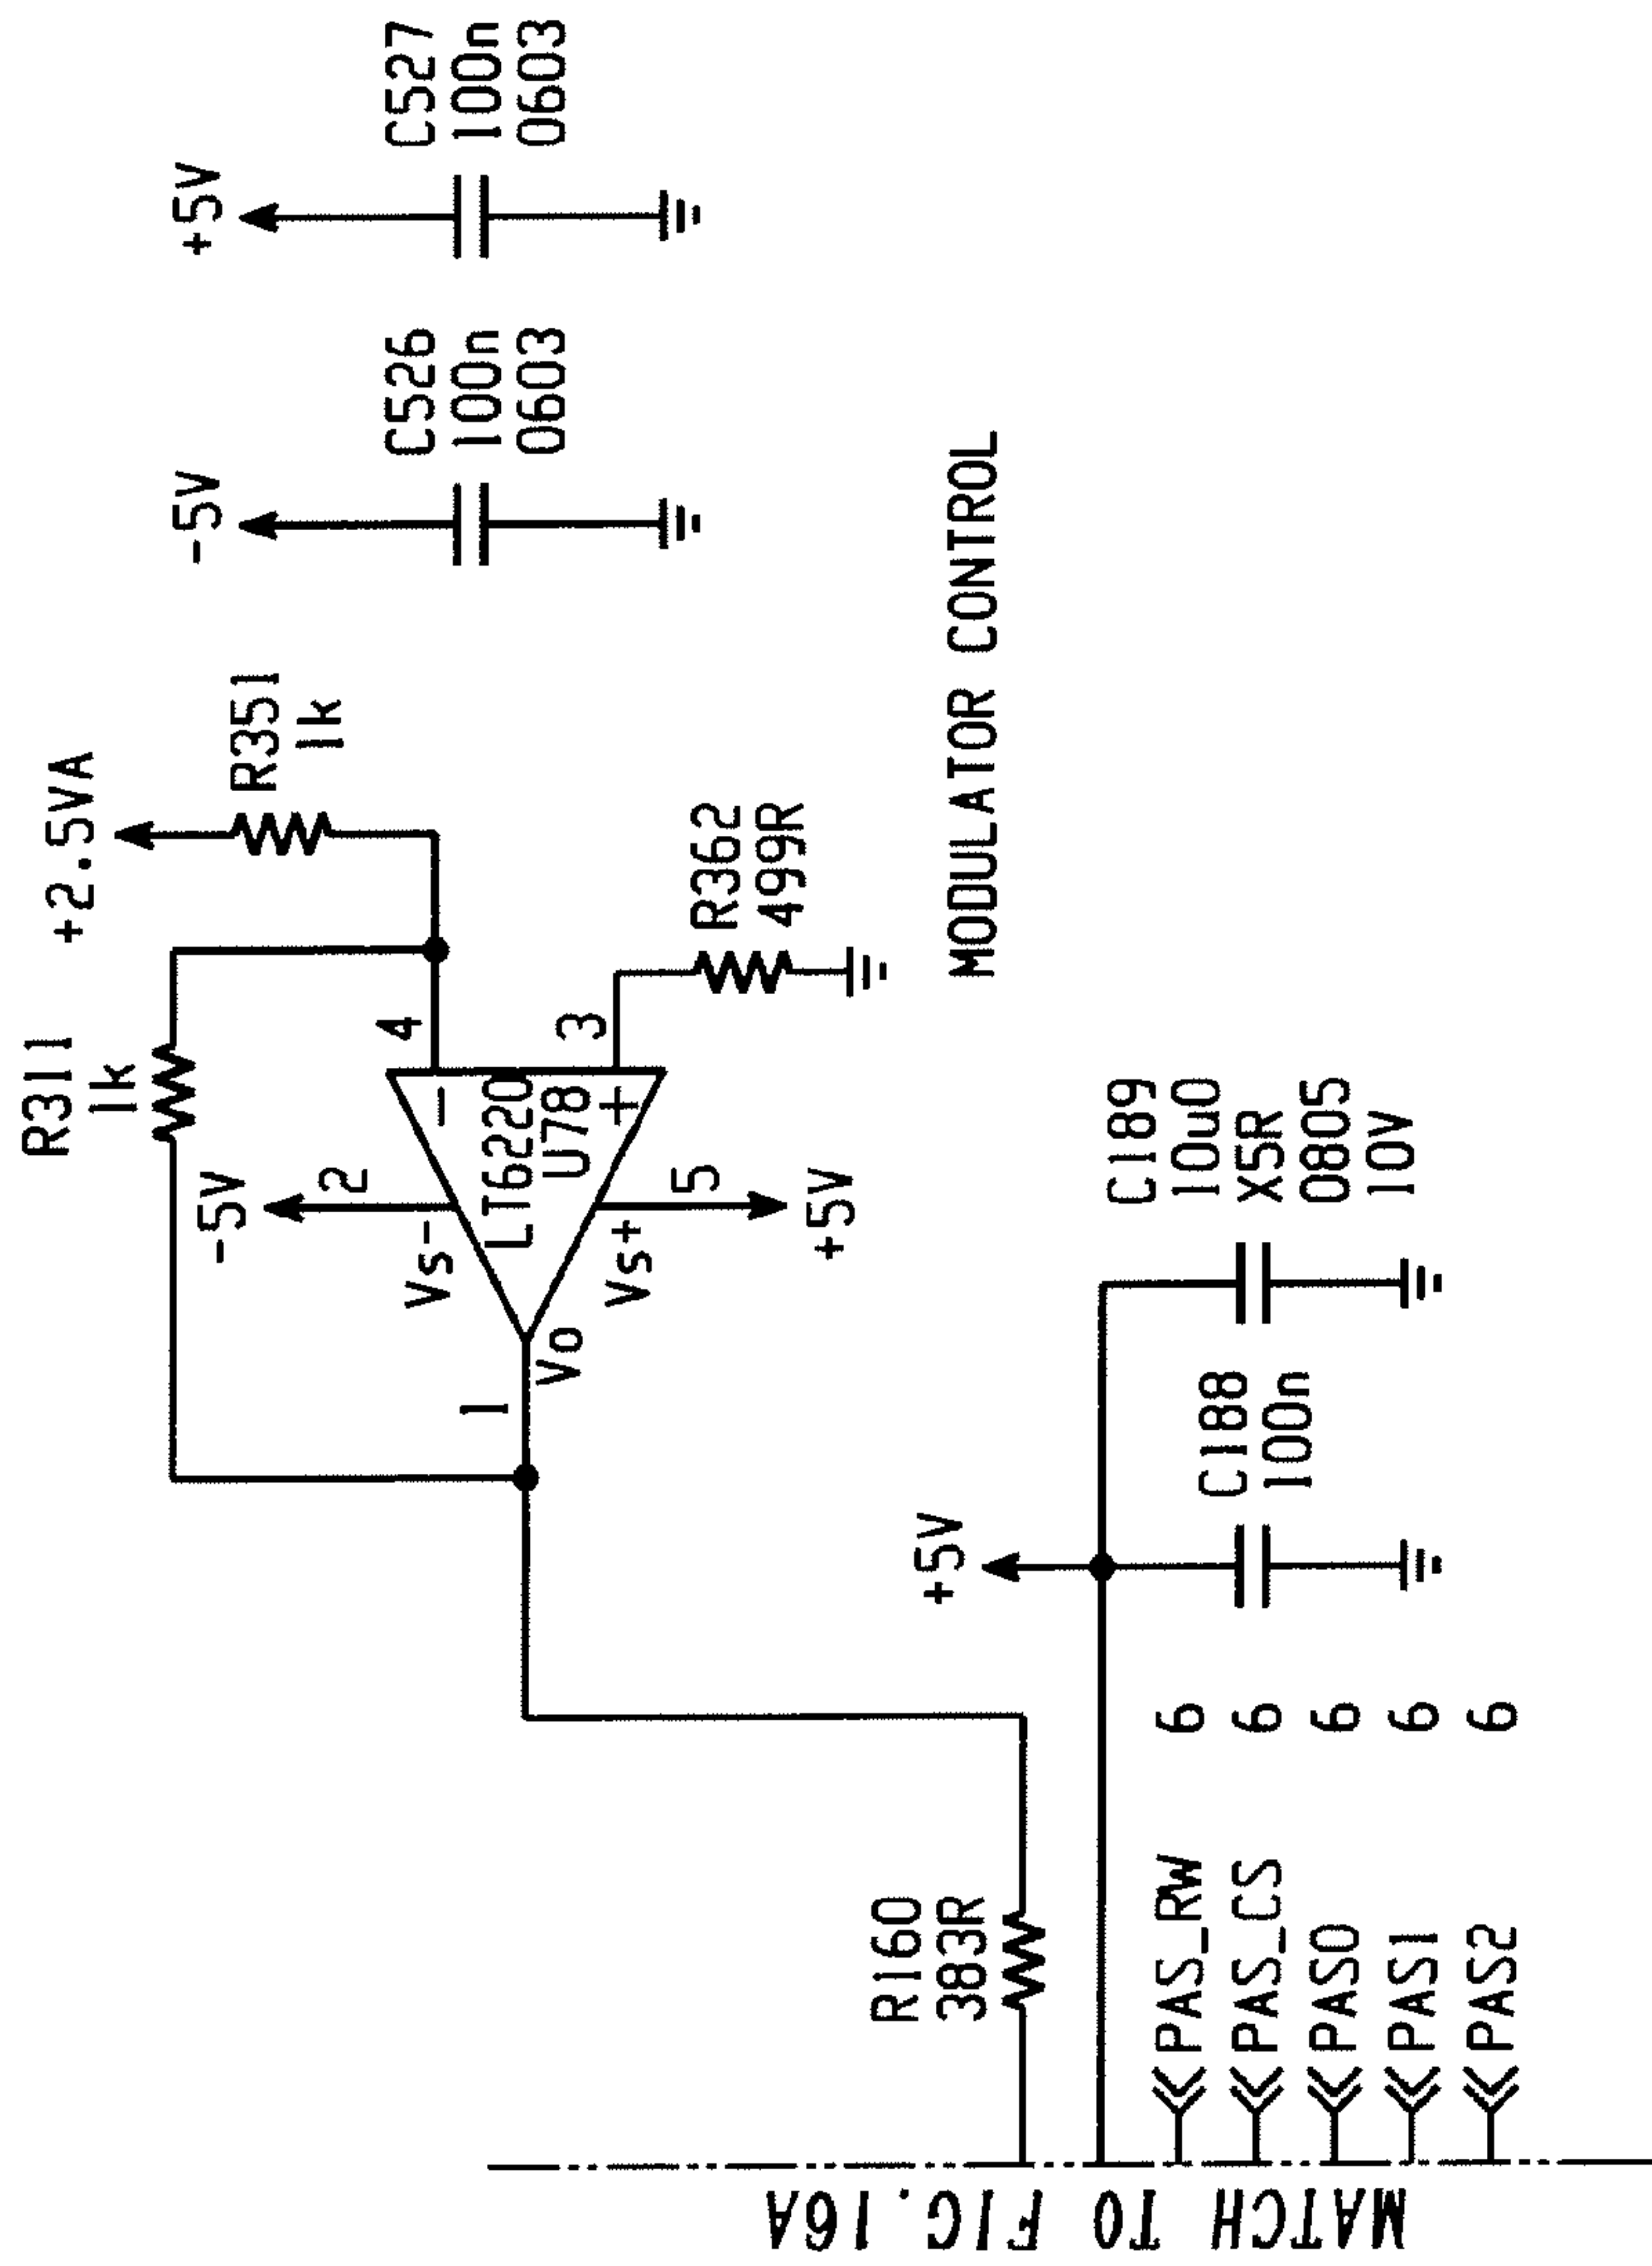 R311
1k
+2.5VA
R351
1k
-5V
+5V
C526
100n
0603
C527
100n
0603
-5V
2
4
Vs-
LT6220
U78
1
Vo
Vs+
5
3
R362
499R
+5V
MODULATOR CONTROL
R160
383R
+5V
C188
100n
C189
10u0
X5R
0805
10V
PAS_RW 6
PAS_CS 6
PAS0 6
PAS1 6
PAS2 6
MATCH TO FIG.16A